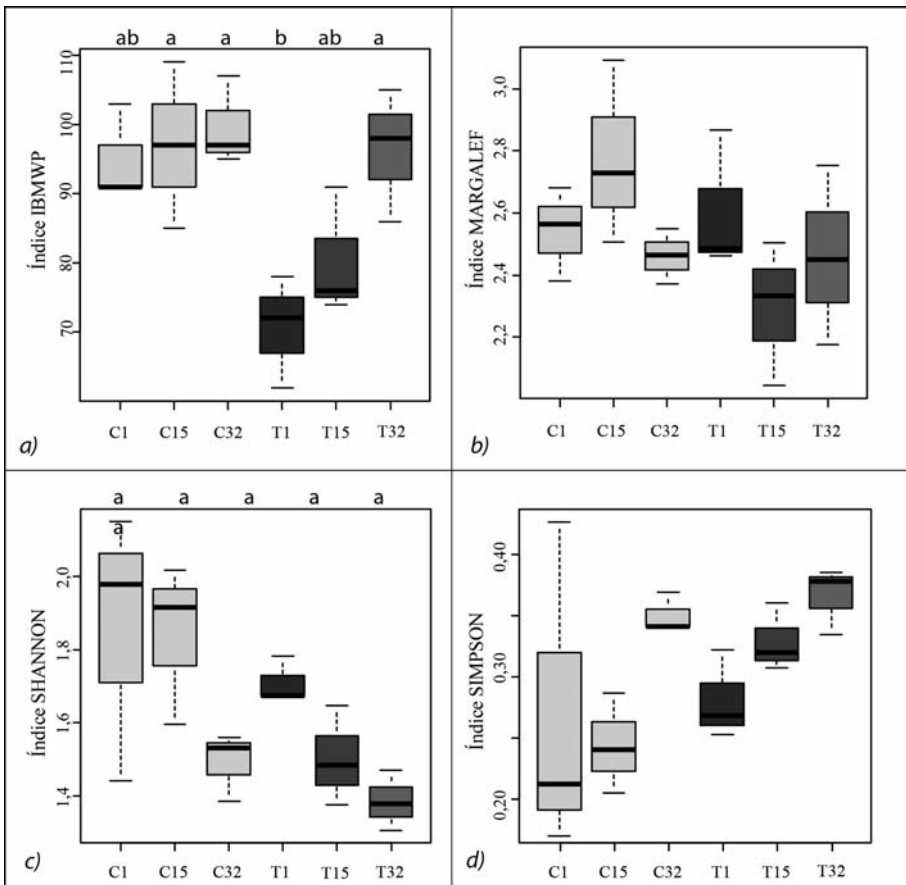 ab a a b ab a
Índice IBMWP
110
100
90
80
70
C1 C15 C32 T1 T15 T32
a)
Índice MARGALEF
3,0
2,8
2,6
2,4
2,2
C1 C15 C32 T1 T15 T32
b)
a a a a a
a
Índice SHANNON
2,0
1,8
1,6
1,4
C1 C15 C32 T1 T15 T32
c)
Índice SIMPSON
0,40
0,30
0,20
C1 C15 C32 T1 T15 T32
d)